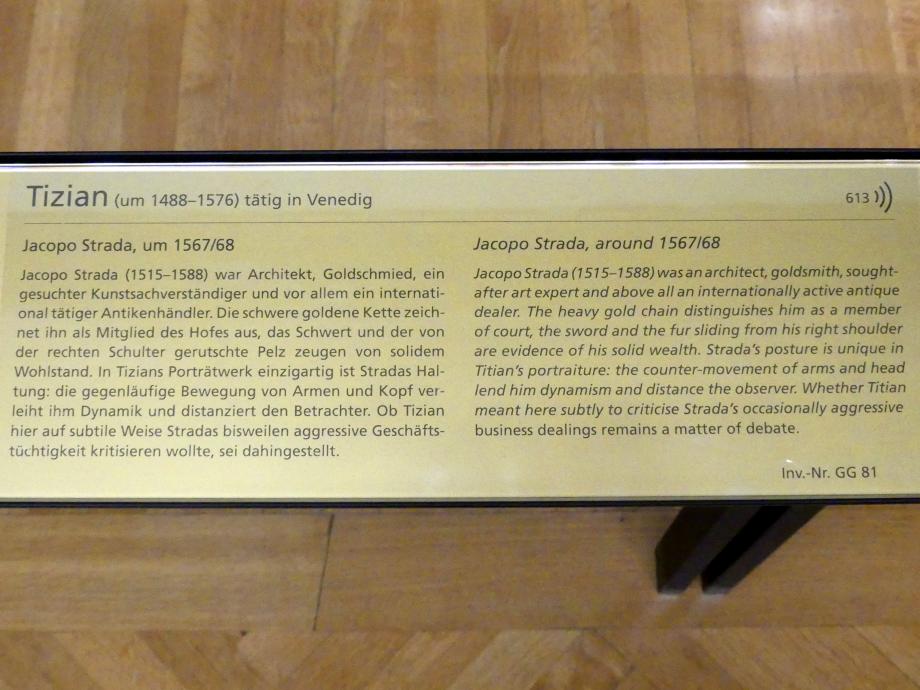 Tizian (um 1488–1576) tätig in Venedig
613
Jacopo Strada, um 1567/68
Jacopo Strada (1515–1588) war Architekt, Goldschmied, ein
gesuchter Kunstsachverständiger und vor allem ein internati-
onal tätiger Antikenhändler. Die schwere goldene Kette zeich-
net ihn als Mitglied des Hofes aus, das Schwert und der von
der rechten Schulter gerutschte Pelz zeugen von solidem
Wohlstand. In Tizians Porträtwerk einzigartig ist Stradas Hal-
tung: die gegenläufige Bewegung von Armen und Kopf ver-
leiht ihm Dynamik und distanziert den Betrachter. Ob Tizian
hier auf subtile Weise Stradas bisweilen aggressive Geschäfts-
tüchtigkeit kritisieren wollte, sei dahingestellt.
Jacopo Strada, around 1567/68
Jacopo Strada (1515–1588) was an architect, goldsmith, sought-
after art expert and above all an internationally active antique
dealer. The heavy gold chain distinguishes him as a member
of court, the sword and the fur sliding from his right shoulder
are evidence of his solid wealth. Strada's posture is unique in
Titian's portraiture: the counter-movement of arms and head
lend him dynamism and distance the observer. Whether Titian
meant here subtly to criticise Strada's occasionally aggressive
business dealings remains a matter of debate.
Inv.-Nr. GG 81